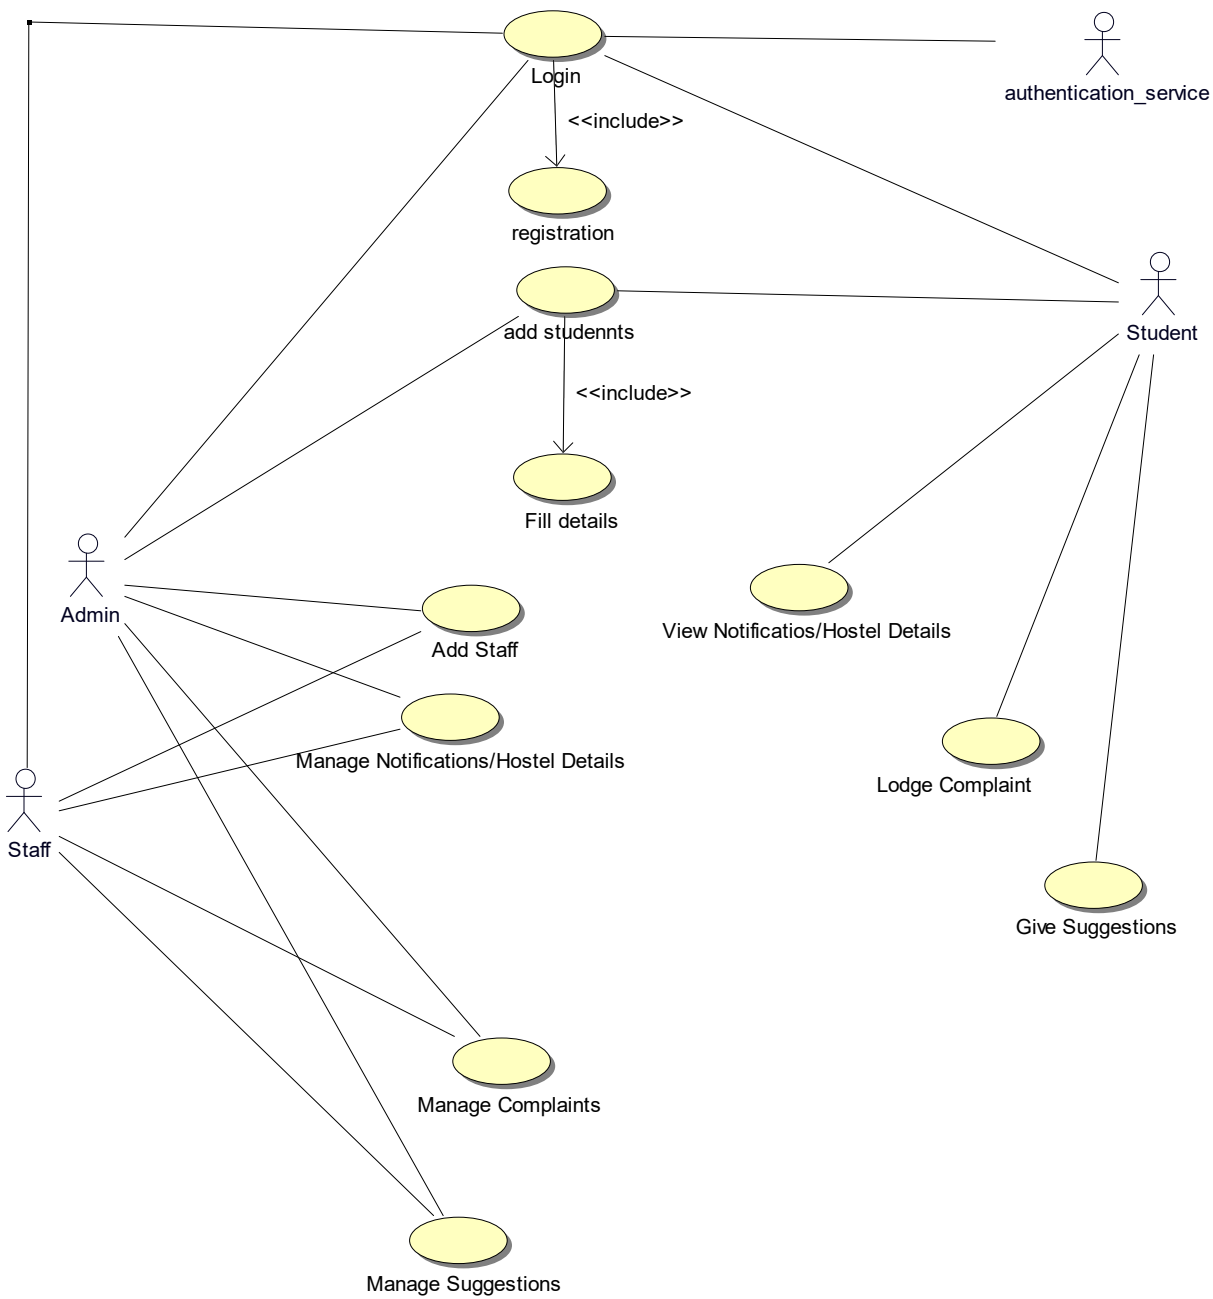 Login
authentication_service
<<include>>
registration
add studennts
Student
<<include>>
Fill details
Admin
Add Staff
View Notificatios/Hostel Details
Manage Notifications/Hostel Details
Lodge Complaint
Staff
Give Suggestions
Manage Complaints
Manage Suggestions